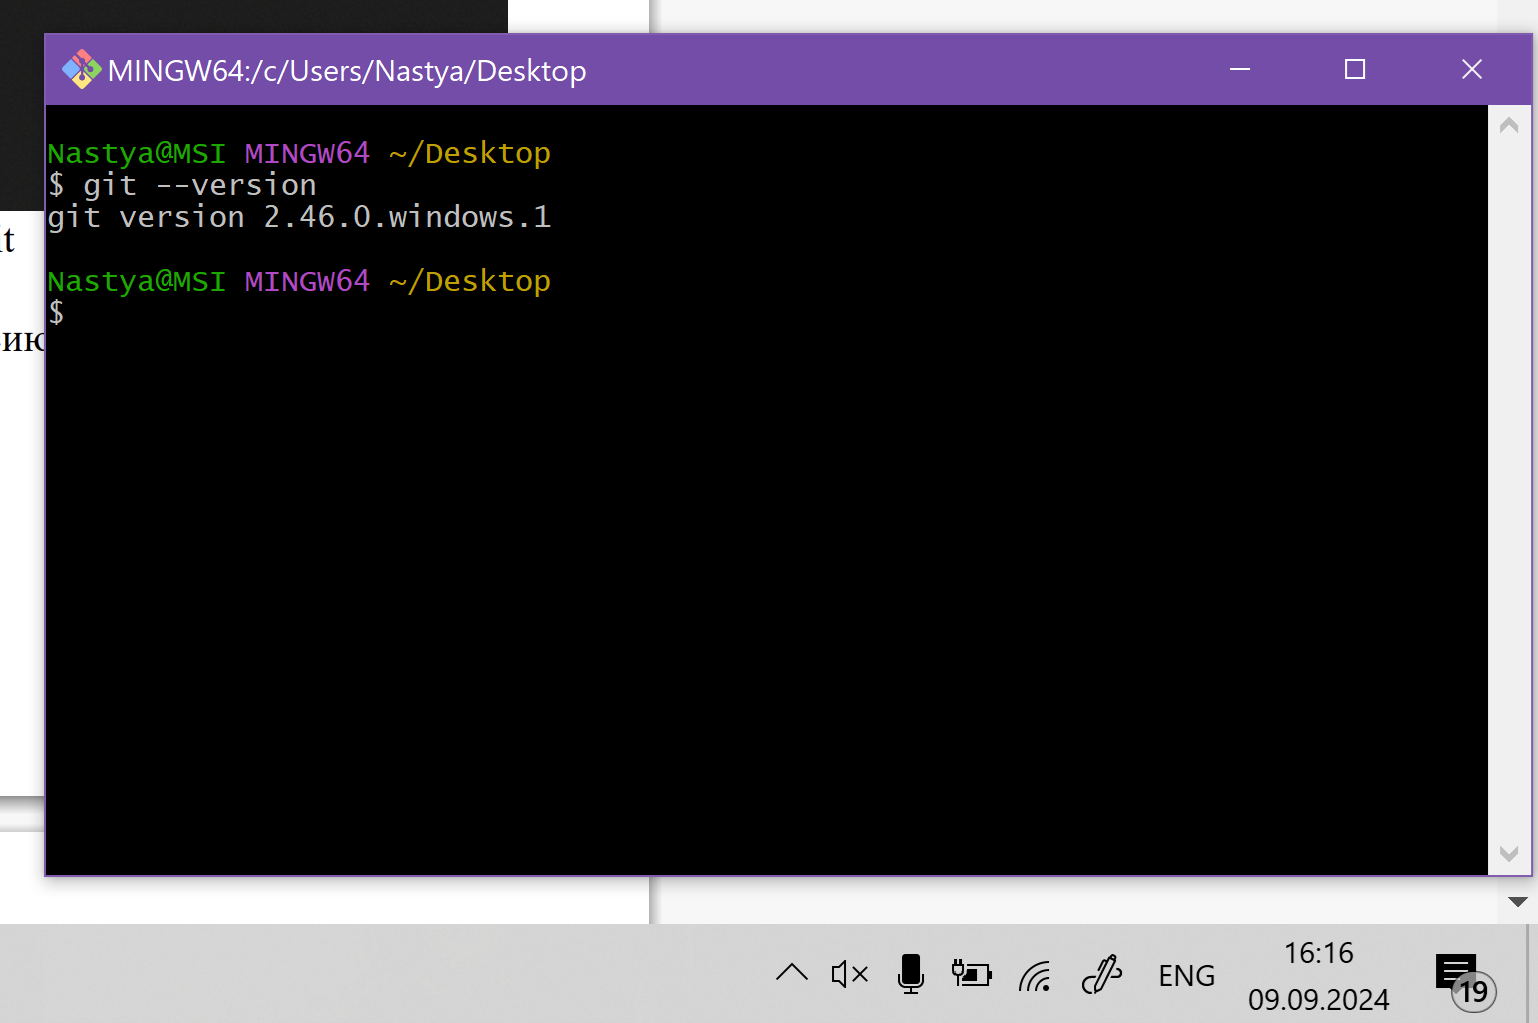 MINGW64:/c/Users/Nastya/Desktop
Nastya@MSI MINGW64 ~/Desktop
$ git --version
git version 2.46.0.windows.1
it
Nastya@MSI MINGW64 ~/Desktop
$
ENG
16:16
09.09.2024
19